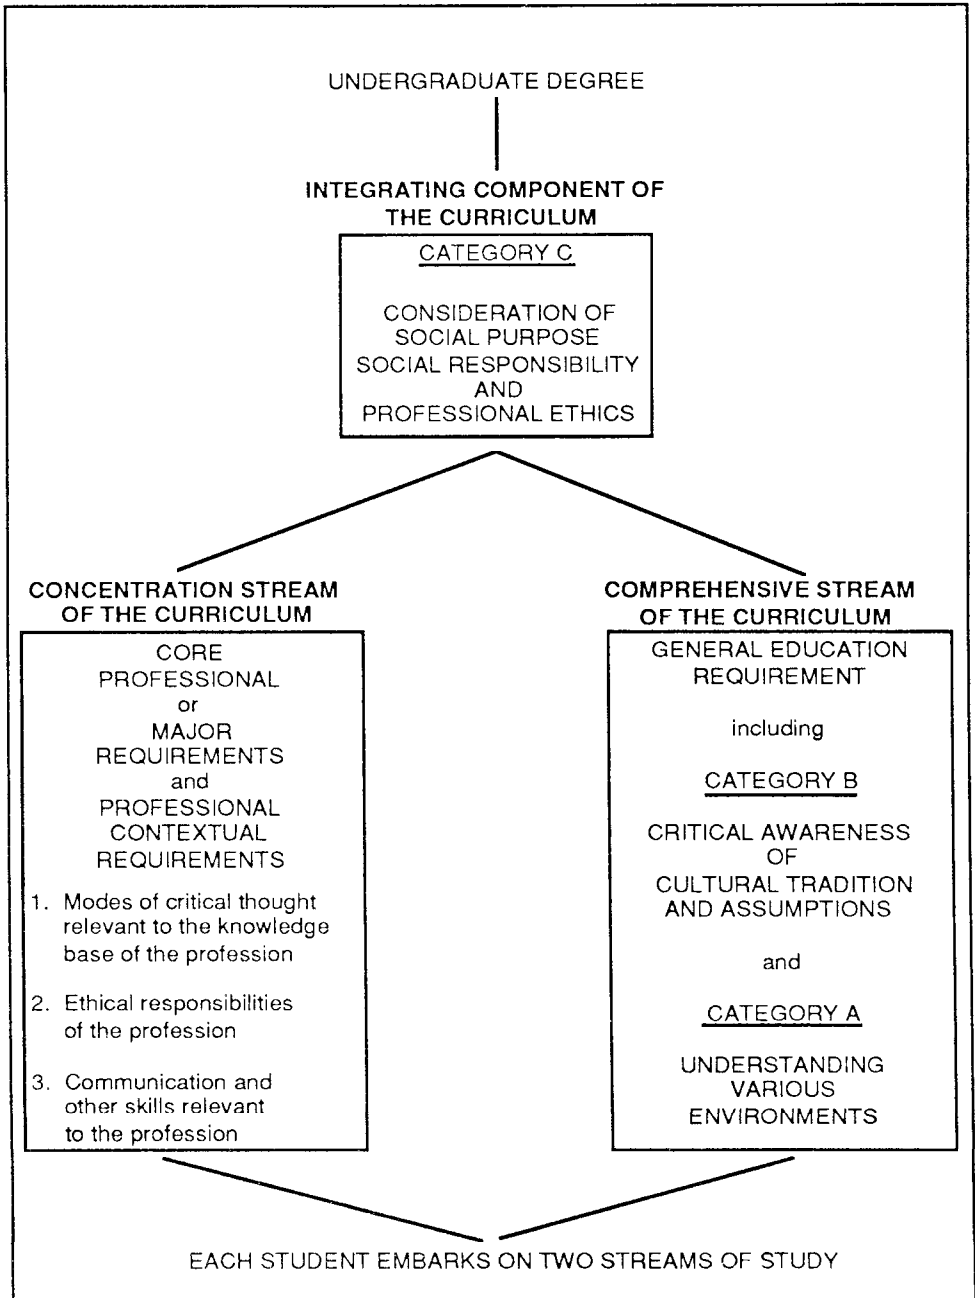 UNDERGRADUATE DEGREE
INTEGRATING COMPONENT OF
THE CURRICULUM
CATEGORY C
CONSIDERATION OF
SOCIAL PURPOSE
SOCIAL RESPONSIBILITY
AND
PROFESSIONAL ETHICS
CONCENTRATION STREAM
OF THE CURRICULUM
CORE
PROFESSIONAL
or
MAJOR
REQUIREMENTS
and
PROFESSIONAL
CONTEXTUAL
REQUIREMENTS
1. Modes of critical thought
relevant to the knowledge
base of the profession
2. Ethical responsibilities
of the profession
3. Communication and
other skills relevant
to the profession
COMPREHENSIVE STREAM
OF THE CURRICULUM
GENERAL EDUCATION
REQUIREMENT
including
CATEGORY B
CRITICAL AWARENESS
OF
CULTURAL TRADITION
AND ASSUMPTIONS
and
CATEGORY A
UNDERSTANDING
VARIOUS
ENVIRONMENTS
EACH STUDENT EMBARKS ON TWO STREAMS OF STUDY